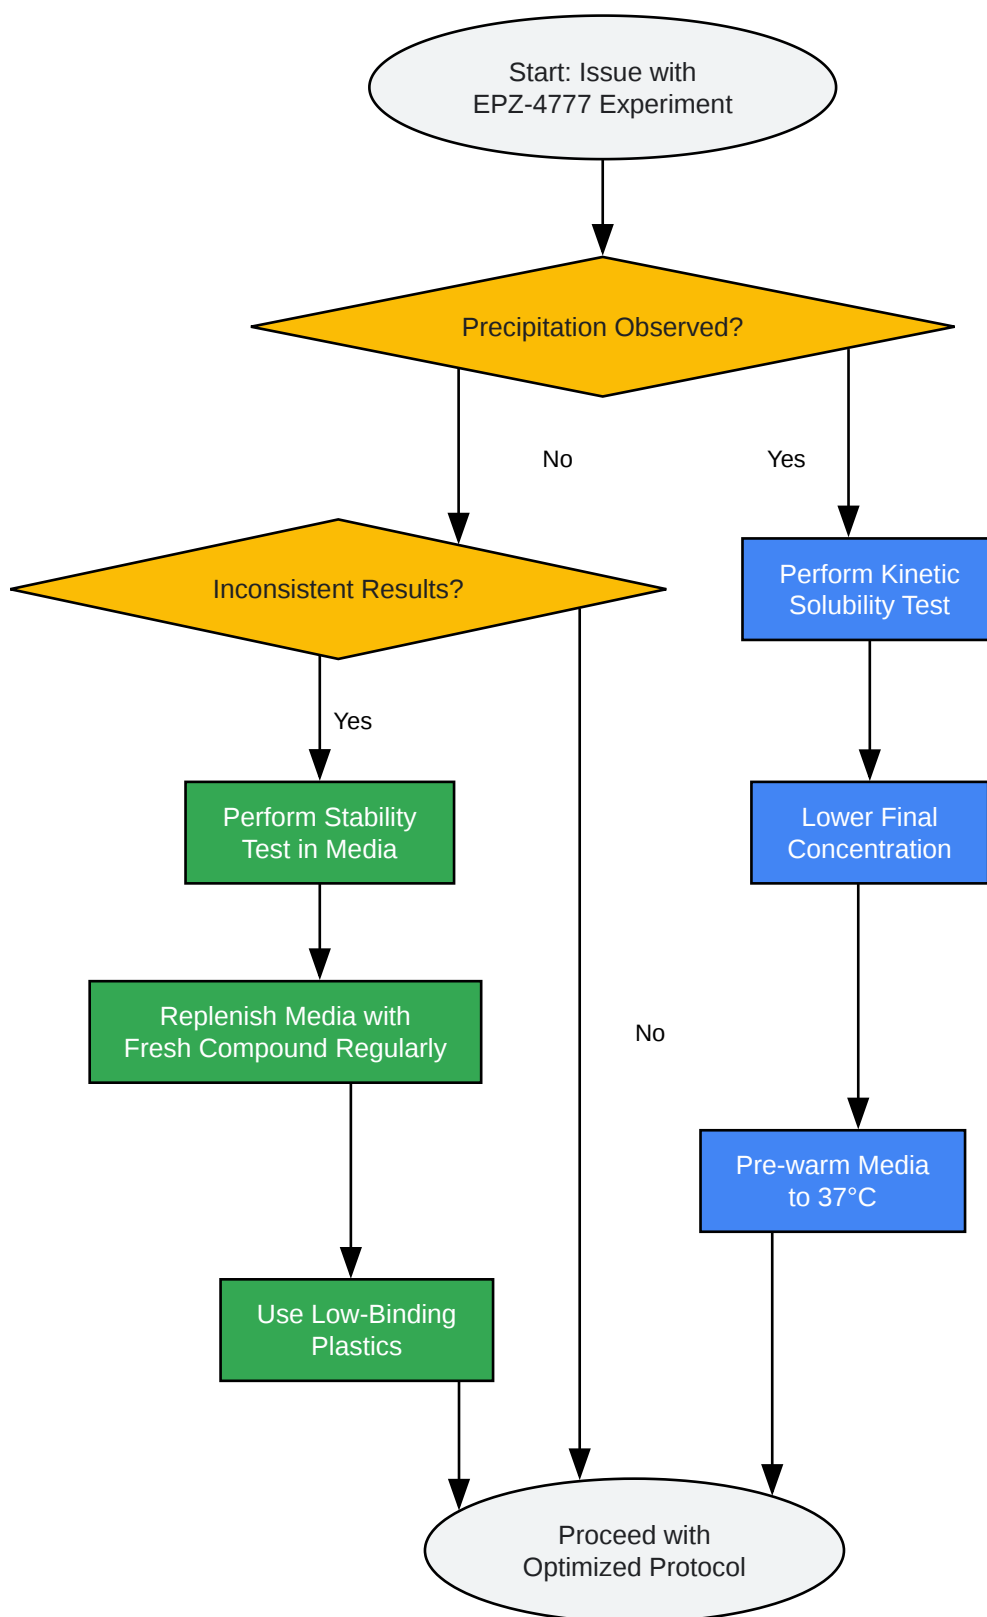 Start: Issue with
EPZ-4777 Experiment
Precipitation Observed?
No
Yes
Inconsistent Results?
Perform Kinetic
Solubility Test
Yes
Perform Stability
Test in Media
Lower Final
Concentration
Replenish Media with
Fresh Compound Regularly
No
Pre-warm Media
to 37°C
Use Low-Binding
Plastics
Proceed with
Optimized Protocol